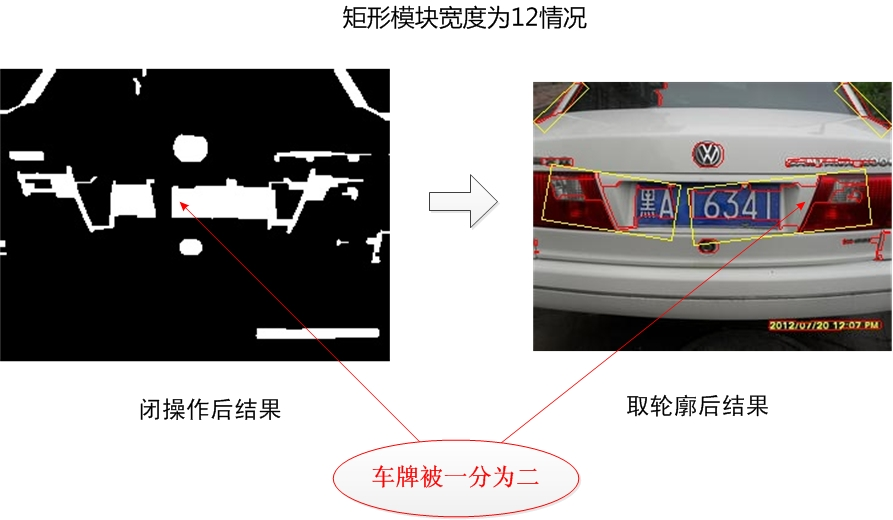 矩形模块宽度为12情况
黑A 6341
2012/07/20 12:07 PM
闭操作后结果
取轮廓后结果
车牌被一分为二